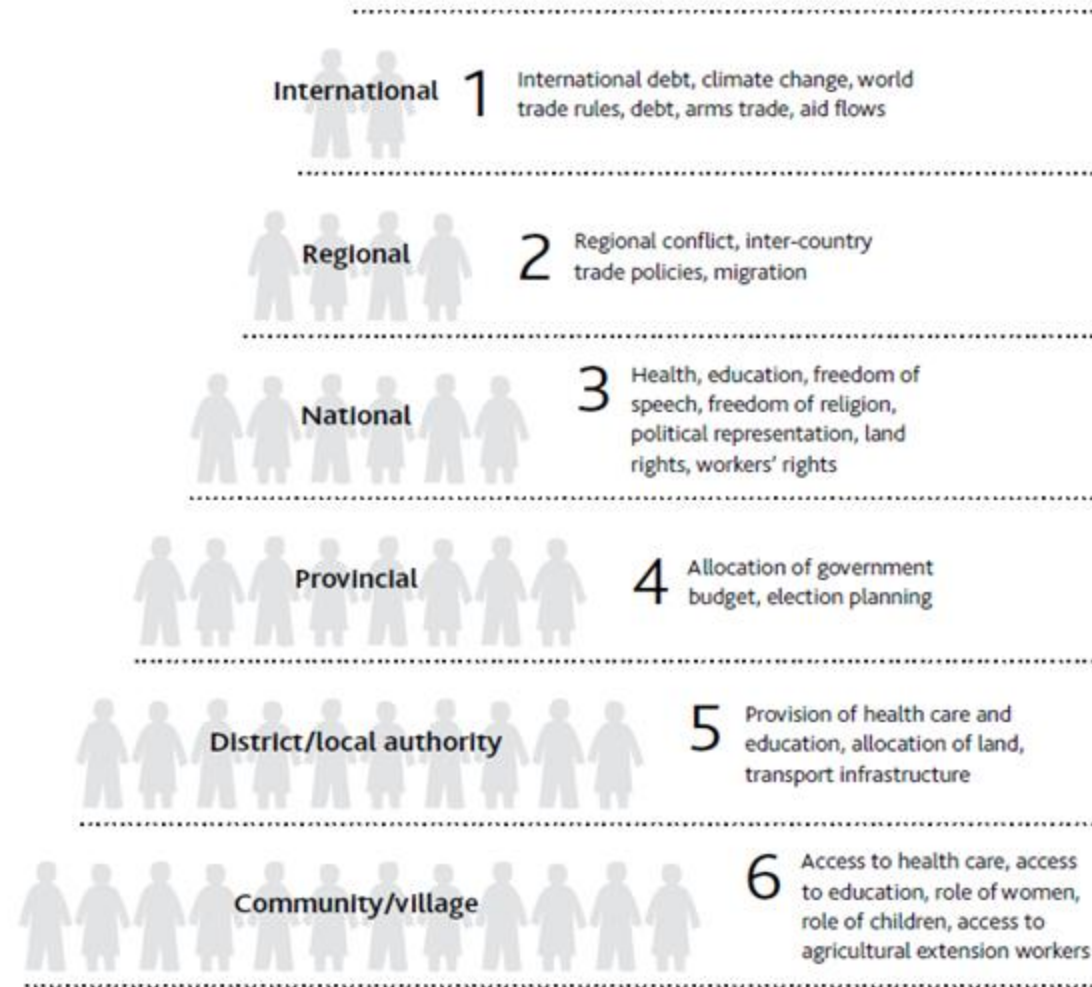 International
1
International debt, climate change, world
trade rules, debt, arms trade, aid flows
Regional
2
Regional conflict, inter-country
trade policies, migration
National
3
Health, education, freedom of
speech, freedom of religion,
political representation, land
rights, workers' rights
Provincial
4
Allocation of government
budget, election planning
District/local authority
5
Provision of health care and
education, allocation of land,
transport infrastructure
Community/village
6
Access to health care, access
to education, role of women,
role of children, access to
agricultural extension workers